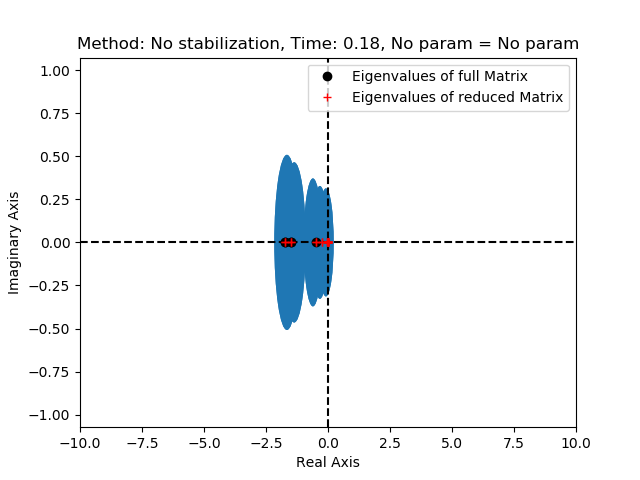 Method: No stabilization, Time: 0.18, No param = No param
Eigenvalues of full Matrix
Eigenvalues of reduced Matrix
1.00
0.75
0.50
0.25
0.00
−0.25
−0.50
−0.75
−1.00
Imaginary Axis
−10.0 −7.5 −5.0 −2.5 0.0 2.5 5.0 7.5 10.0
Real Axis